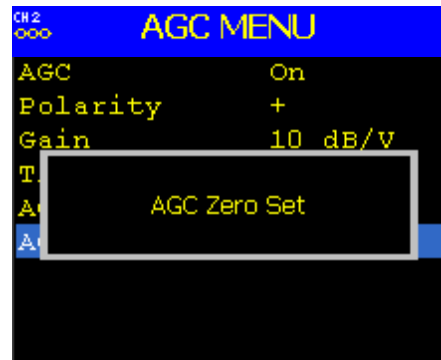 CH 2
AGC MENU
AGC On
Polarity +
Gain 10 dB/V
AGC Zero Set